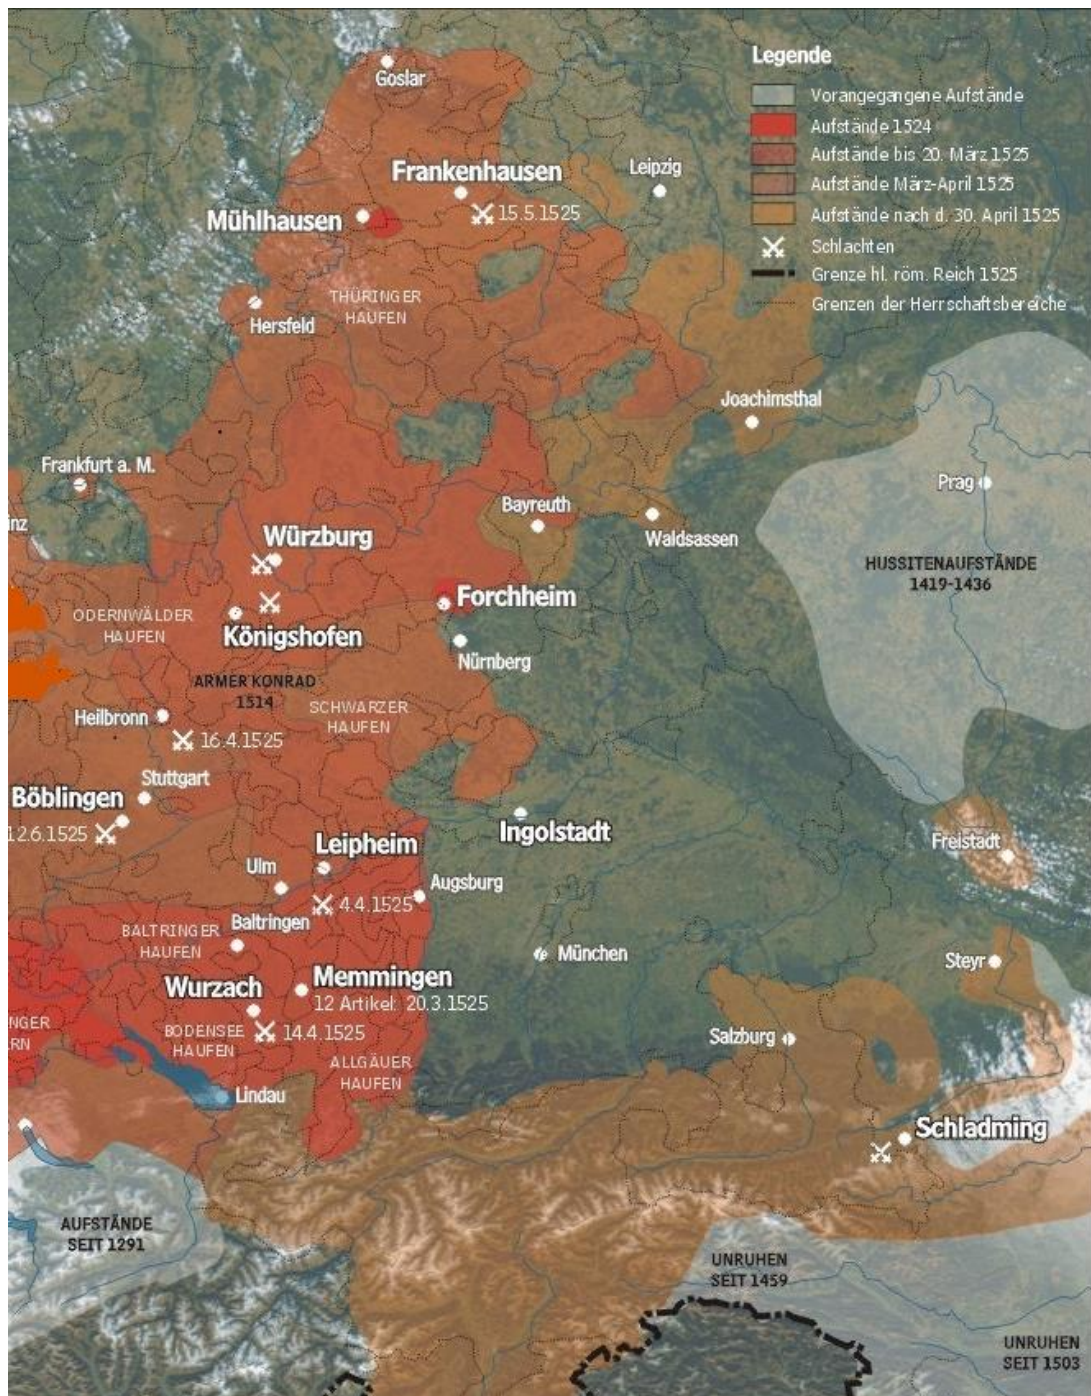 Legende
Vorangegangene Aufstände
Aufstände 1524
Aufstände bis 20. März 1525
Aufstände März-April 1525
Aufstände nach d. 30. April 1525
Schlachten
Grenze hl. röm. Reich 1525
Grenzen der Herrschaftsbereiche
Goslar
Frankenhausen
15.5.1525
Leipzig
Mühlhausen
THÜRINGER
HAUFEN
Hersfeld
Joachimsthal
Frankfurt a. M.
inz
Prag
Bayreuth
Waldsassen
Würzburg
HUSSITENAUFSTÄNDE
1419-1436
Forchheim
ODERNWÄLDER
HAUFEN
Königshofen
Nürnberg
ARMER KONRAD
1514
SCHWARZER
HAUFEN
Heilbronn
16.4.1525
Stuttgart
Böblingen
12.6.1525
Ingolstadt
Leipheim
Freistadt
Ulm
Augsburg
4.4.1525
Baltringen
BALTRINGER
HAUFEN
München
Steyr
Memmingen
12 Artikel: 20.3.1525
Wurzach
NGER
RN
BODENSEE
HAUFEN
14.4.1525
Salzburg
ALLGÄUER
HAUFEN
Lindau
Schladming
AUFSTÄNDE
SEIT 1291
UNRUHEN
SEIT 1459
UNRUHEN
SEIT 1503